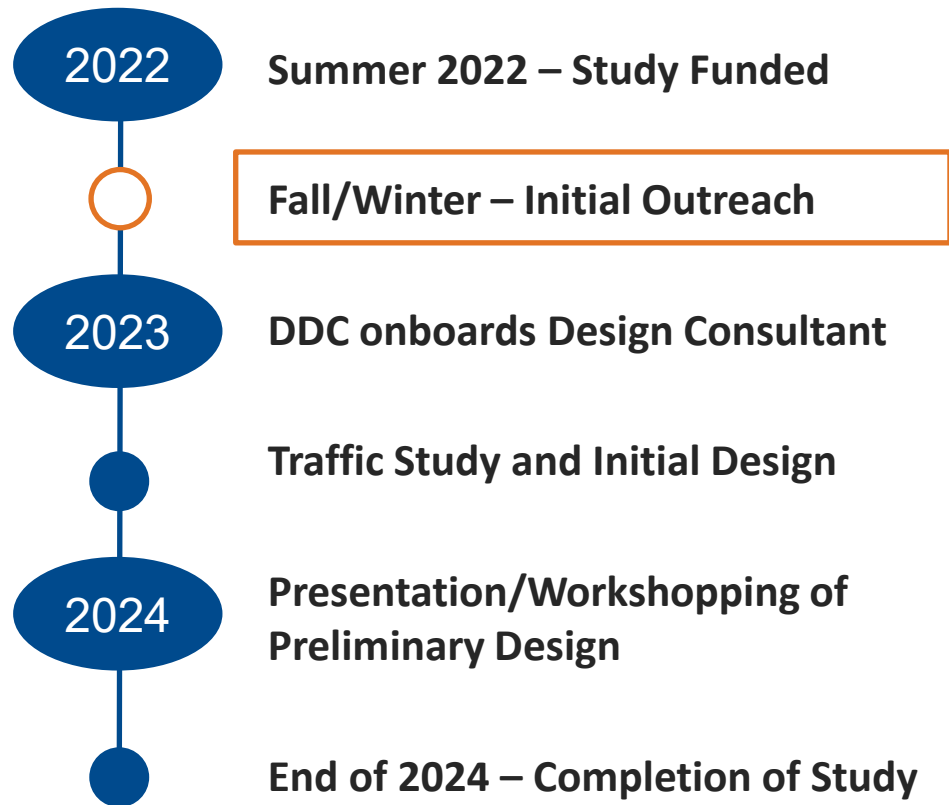 2022
Summer 2022 – Study Funded
Fall/Winter – Initial Outreach
2023
DDC onboards Design Consultant
Traffic Study and Initial Design
2024
Presentation/Workshopping of
Preliminary Design
End of 2024 – Completion of Study